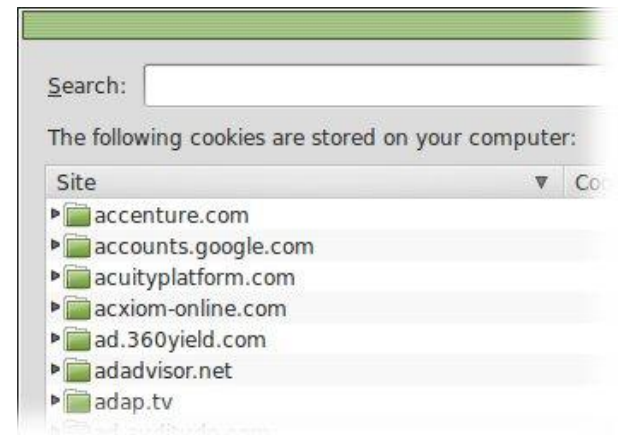 Search:
The following cookies are stored on your computer:
Site
accenture.com
accounts.google.com
acuityplatform.com
acxiom-online.com
ad.360yield.com
adadvisor.net
adap.tv